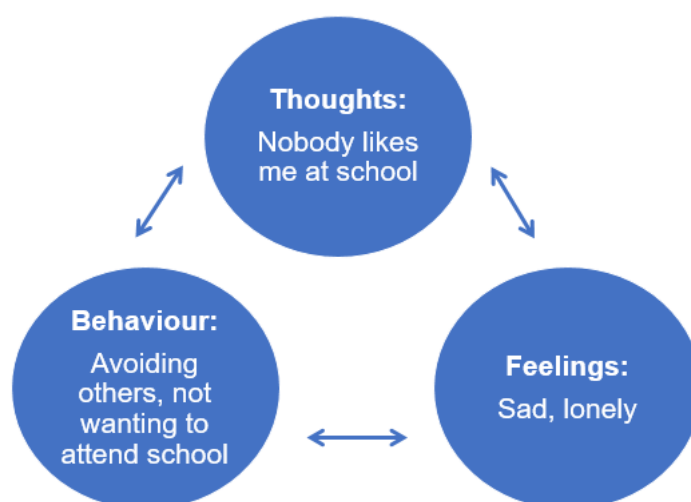 Thoughts:
Nobody likes
me at school
Behaviour:
Avoiding
others, not
wanting to
attend school
Feelings:
Sad, lonely